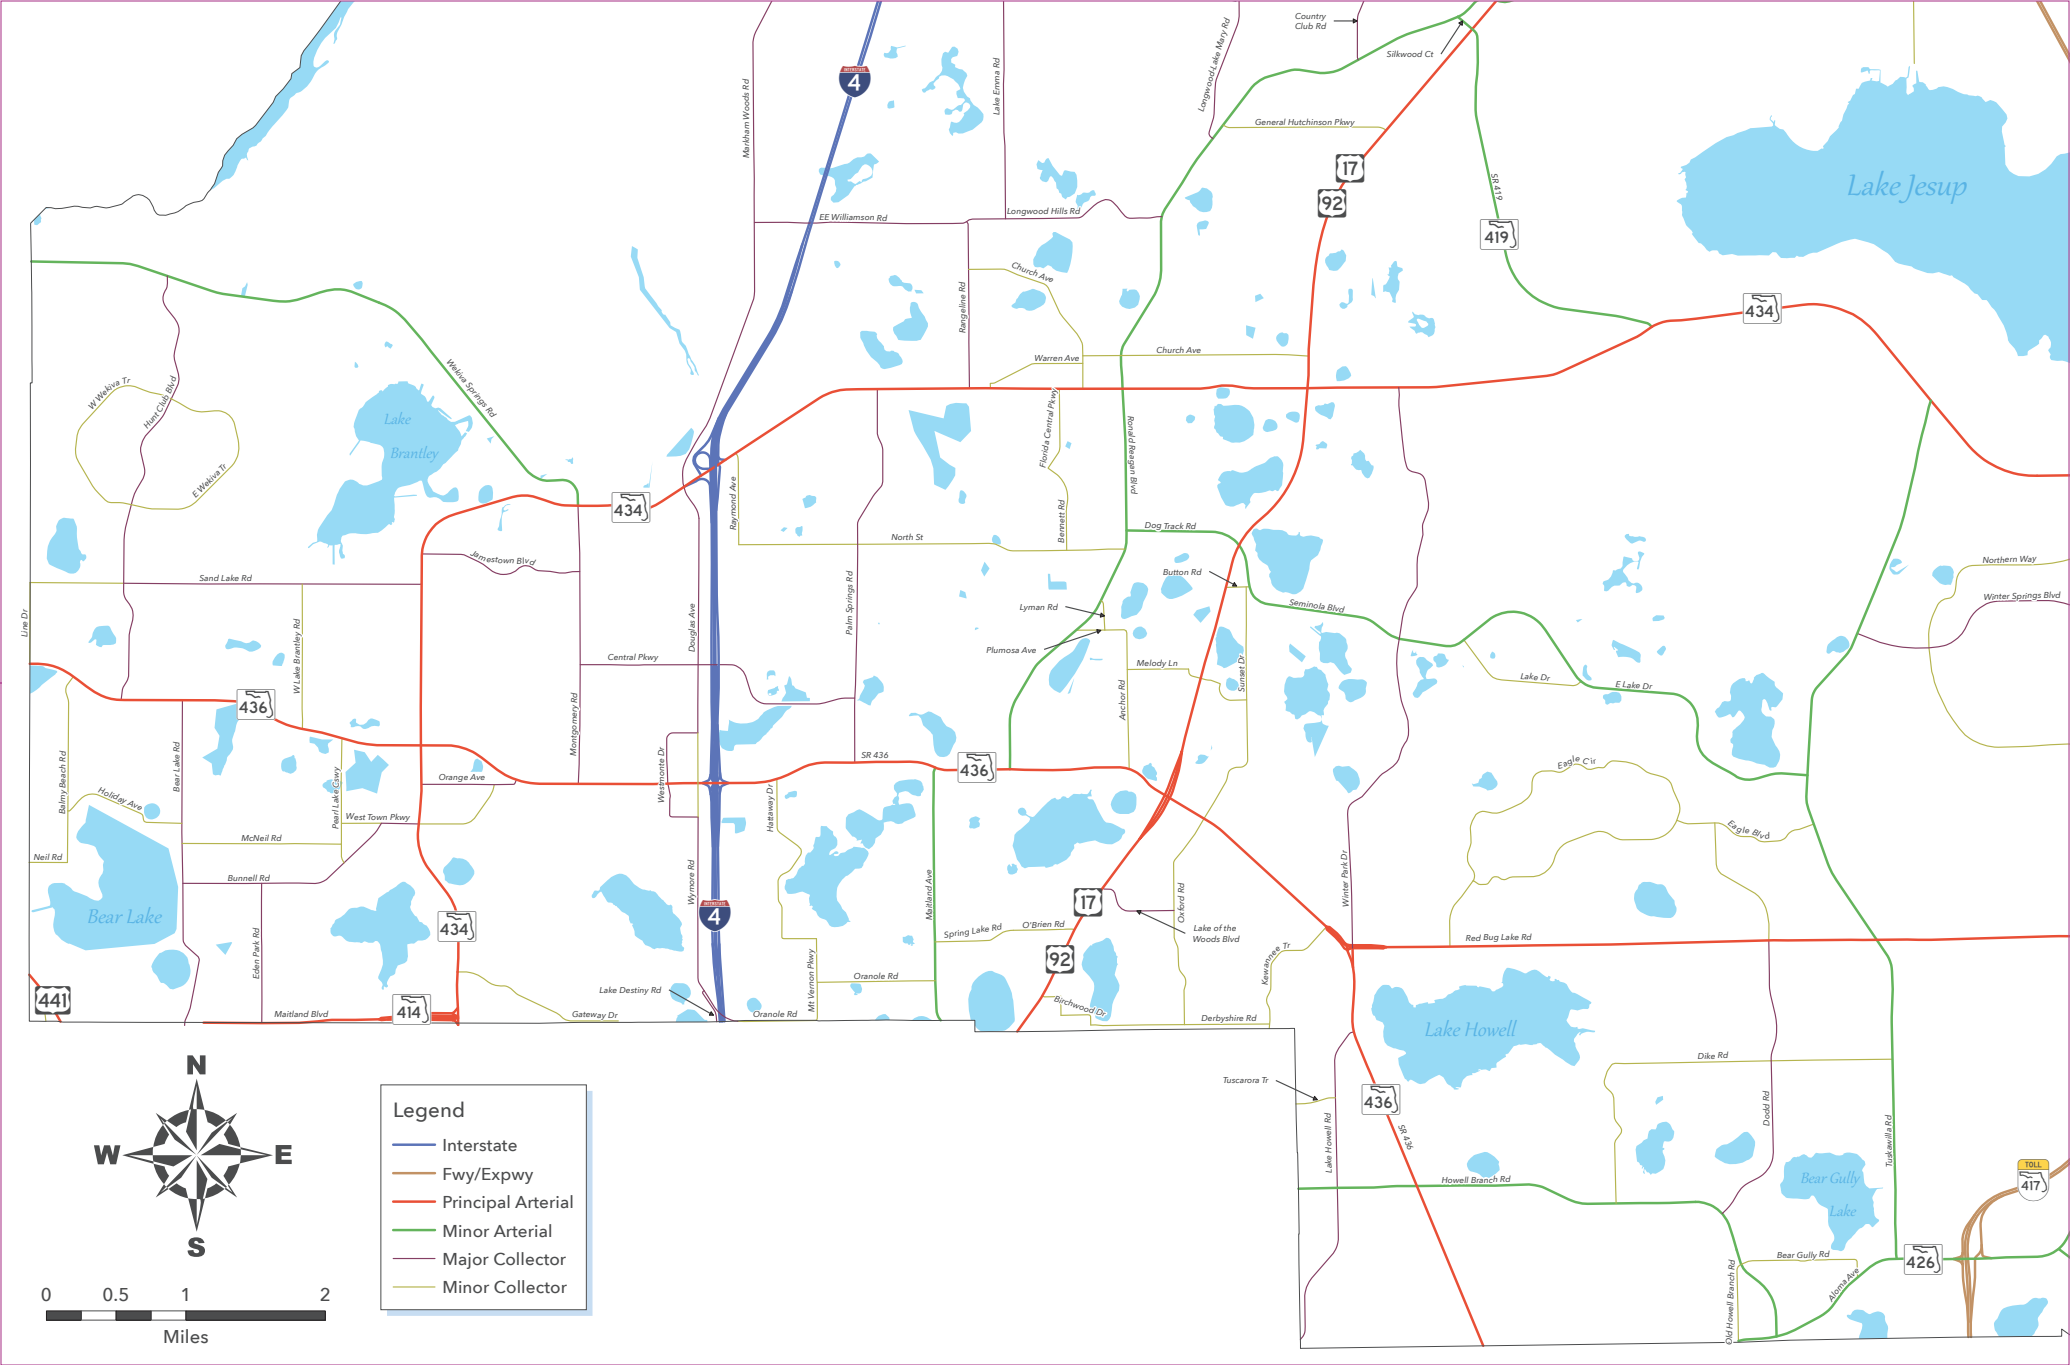 Country
Club Rd
Silkwood Ct
Longwood-Lake Mary Rd
INTERSTATE
4
Markham Woods Rd
Lake Emma Rd
General Hutchinson Pkwy
17
92
SR 419
419
Lake Jesup
EE Williamson Rd
Longwood Hills Rd
Church Ave
Rangeline Rd
434
Warren Ave
Church Ave
Wekiva Springs Rd
W Wekiva Tr
Hunt Club Blvd
E Wekiva Tr
Lake
Brantley
Florida Central Pkwy
Ronald Reagan Blvd
434
Raymond Ave
North St
Bennett Rd
Dog Track Rd
Jamestown Blvd
Sand Lake Rd
Button Rd
Northern Way
Winter Springs Blvd
Line Dr
W Lake Brantley Rd
Douglas Ave
Palm Springs Rd
Lyman Rd
Plumosa Ave
Seminola Blvd
Central Pkwy
Melody Ln
Sunset Dr
Lake Dr
E Lake Dr
436
Anchor Rd
Montgomery Rd
Balmy Beach Rd
Bear Lake Rd
Pearl Lake Cswy
Orange Ave
Westmonte Dr
SR 436
436
Hattaway Dr
Eagle Cir
Eagle Blvd
Holiday Ave
West Town Pkwy
McNeil Rd
Neil Rd
Bunnell Rd
Wymore Rd
Maitland Ave
Winter Park Dr
Oxford Rd
Bear Lake
434
INTERSTATE
4
17
Spring Lake Rd
O'Brien Rd
Lake of the
Woods Blvd
Red Bug Lake Rd
Eden Park Rd
92
Kewannee Tr
Mt Vernon Pkwy
Oranole Rd
441
414
Maitland Blvd
Lake Destiny Rd
Gateway Dr
Oranole Rd
Birchwood Dr
Derbyshire Rd
Lake Howell
Dike Rd
Tuscarora Tr
436
SR 436
Lake Howell Rd
Dodd Rd
Tuskawilla Rd
Howell Branch Rd
Bear Gully
Lake
TOLL
417
Bear Gully Rd
426
Aloma Ave
Old Howell Branch Rd
N
W
E
S
Legend
Interstate
Fwy/Expwy
Principal Arterial
Minor Arterial
Major Collector
Minor Collector
0 0.5 1 2
Miles